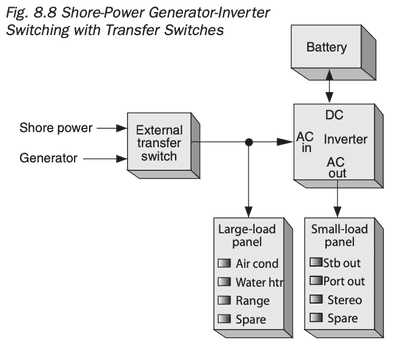 Fig. 8.8 Shore-Power Generator-Inverter
Switching with Transfer Switches
Battery
Shore power
Generator
External
transfer
switch
DC
AC
in
Inverter
AC
out
Large-load
panel
Air cond
Water htr
Range
Spare
Small-load
panel
Stb out
Port out
Stereo
Spare